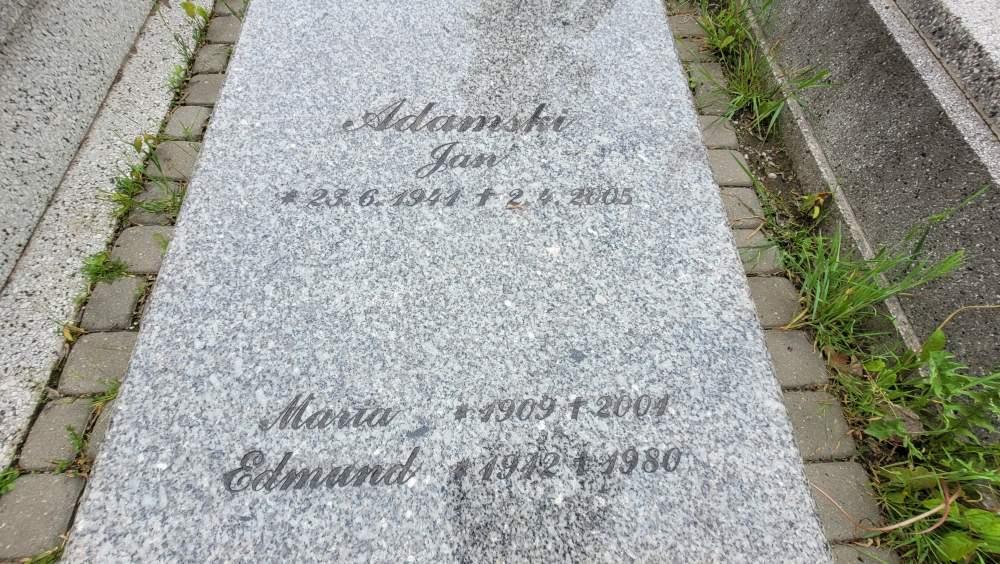 Adamski
Jan
* 23. 6. 1941 † 2. 4. 2005
Maria * 1909 † 2001
Edmund * 1912 † 1980